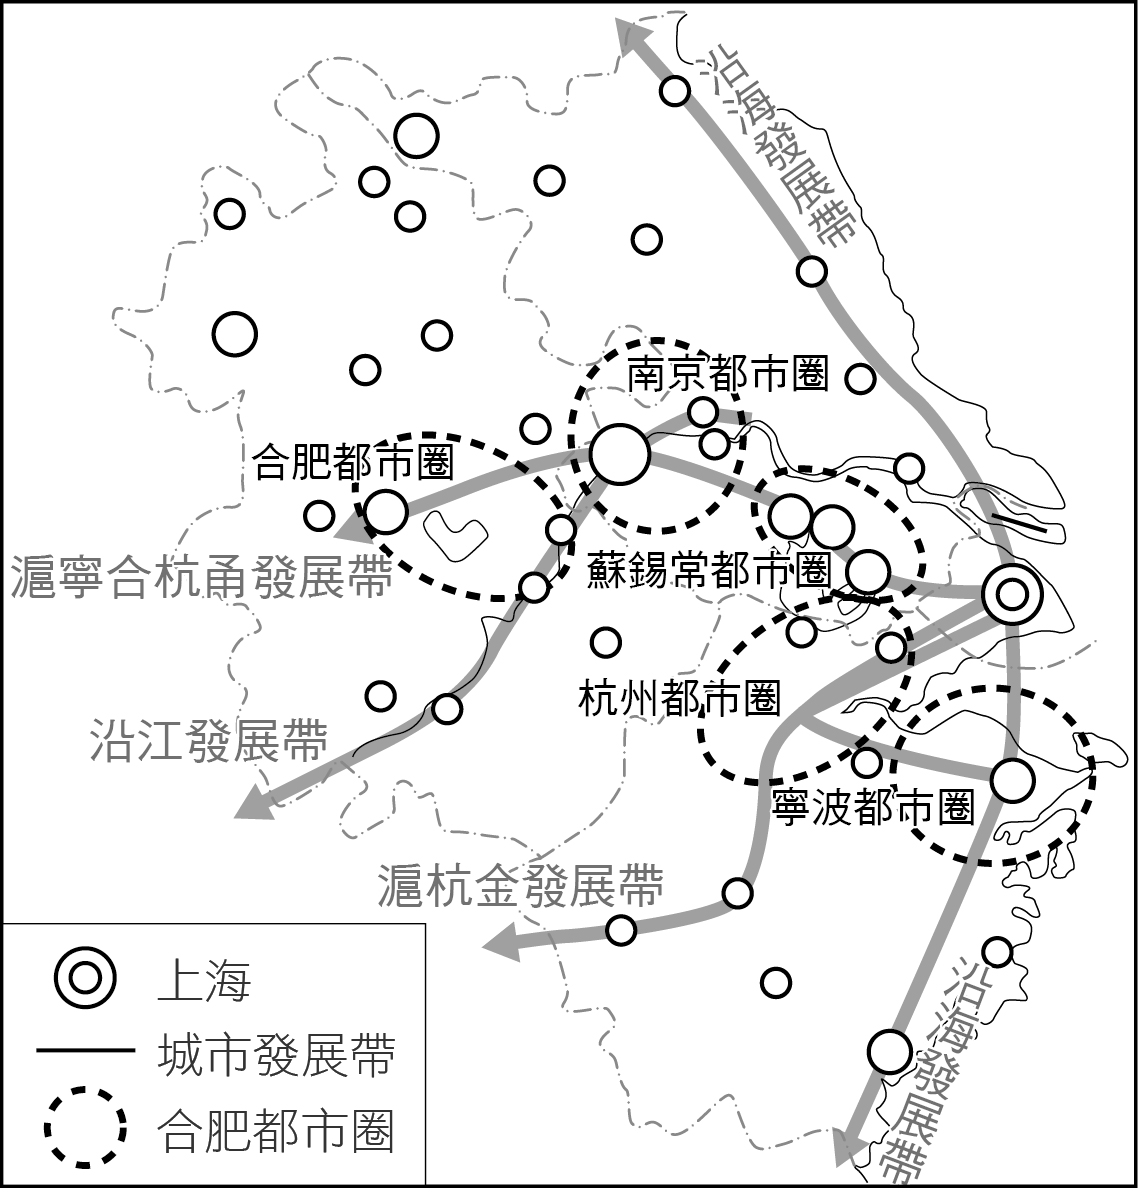 沿海發展帶
南京都市圈
合肥都市圈
滬寧合杭甬發展帶
蘇錫常都市圈
杭州都市圈
沿江發展帶
寧波都市圈
滬杭金發展帶
沿海發展帶
上海
城市發展帶
合肥都市圈